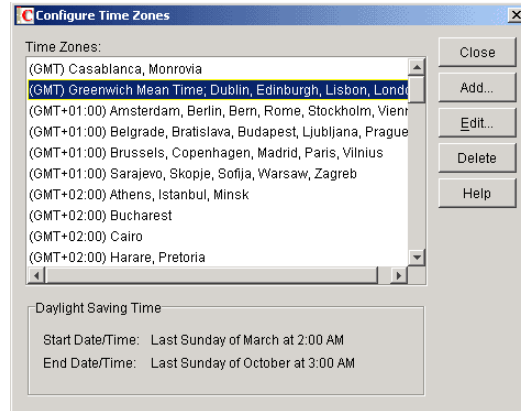 Configure Time Zones
Time Zones:
(GMT) Casablanca, Monrovia
(GMT) Greenwich Mean Time; Dublin, Edinburgh, Lisbon,
(GMT+01:00) Amsterdam, Berlin, Bern, Rome, Stockholm,
(GMT+01:00) Belgrade, Bratislava, Budapest, Ljubljana, Prague
(GMT+01:00) Brussels, Copenhagen, Madrid, Paris, Vilnius
(GMT+01:00) Sarajevo, Skopje, Sofija, Warsaw, Zagreb
(GMT+02:00) Athens, Istanbul, Minsk
(GMT+02:00) Bucharest
(GMT+02:00) Cairo
(GMT+02:00) Harare, Pretoria
Close
Add...
Edit...
Delete
Help
Daylight Saving Time
Start Date/Time: Last Sunday of March at 2:00 AM
End Date/Time: Last Sunday of October at 3:00 AM